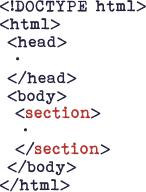 <!DOCTYPE html>
<html>
<head>
.
</head>
<body>
<section>
.
</section>
</body>
</html>